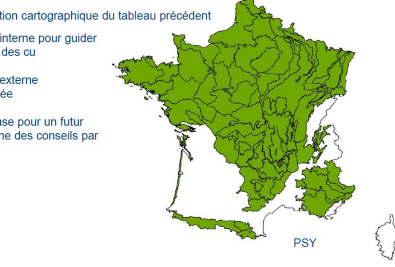 tion cartographique du tableau précédent
interne pour guider
des cu
externe
ée
ase pour un futur
ne des conseils par
PSY